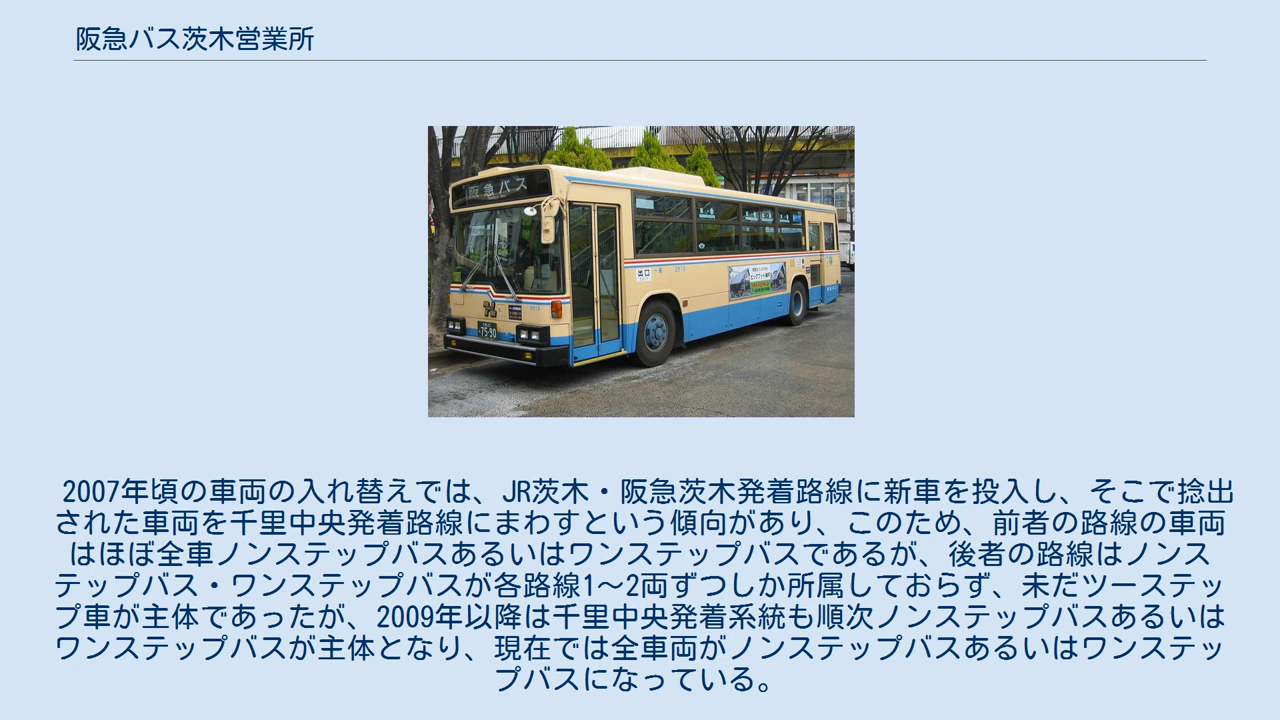 阪急バス茨木営業所
阪急バス
出口
75-90
2007年頃の車両の入れ替えでは、JR茨木・阪急茨木発着路線に新車を投入し、そこで捻出
された車両を千里中央発着路線にまわすという傾向があり、このため、前者の路線の車両
はほぼ全車ノンステップバスあるいはワンステップバスであるが、後者の路線はノンス
テップバス・ワンステップバスが各路線1〜2両ずつしか所属しておらず、未だツーステッ
プ車が主体であったが、2009年以降は千里中央発着系統も順次ノンステップバスあるいは
ワンステップバスが主体となり、現在では全車両がノンステップバスあるいはワンステッ
プバスになっている。